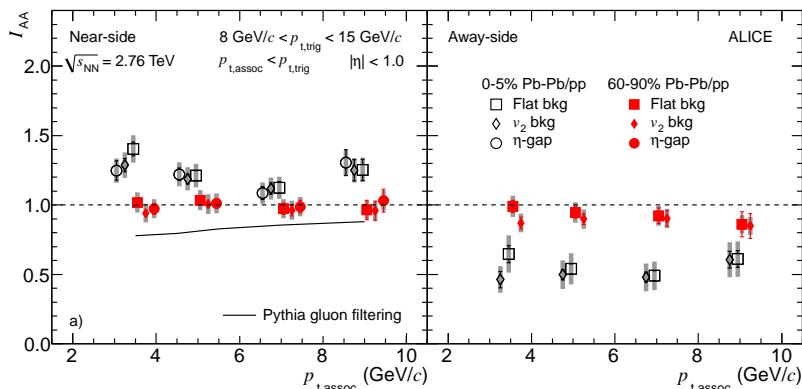 I_AA
Near-side 8 GeV/c < p_t,trig < 15 GeV/c
√s_NN = 2.76 TeV p_t,assoc < p_t,trig |η| < 1.0
2.0
1.5
1.0
0.5
0.0
a)
Pythia gluon filtering
2 4 6 8 10
p_t,assoc (GeV/c)
Away-side ALICE
0-5% Pb-Pb/pp 60-90% Pb-Pb/pp
Flat bkg Flat bkg
v_2 bkg v_2 bkg
η-gap η-gap
2 4 6 8 10
p_t,assoc (GeV/c)